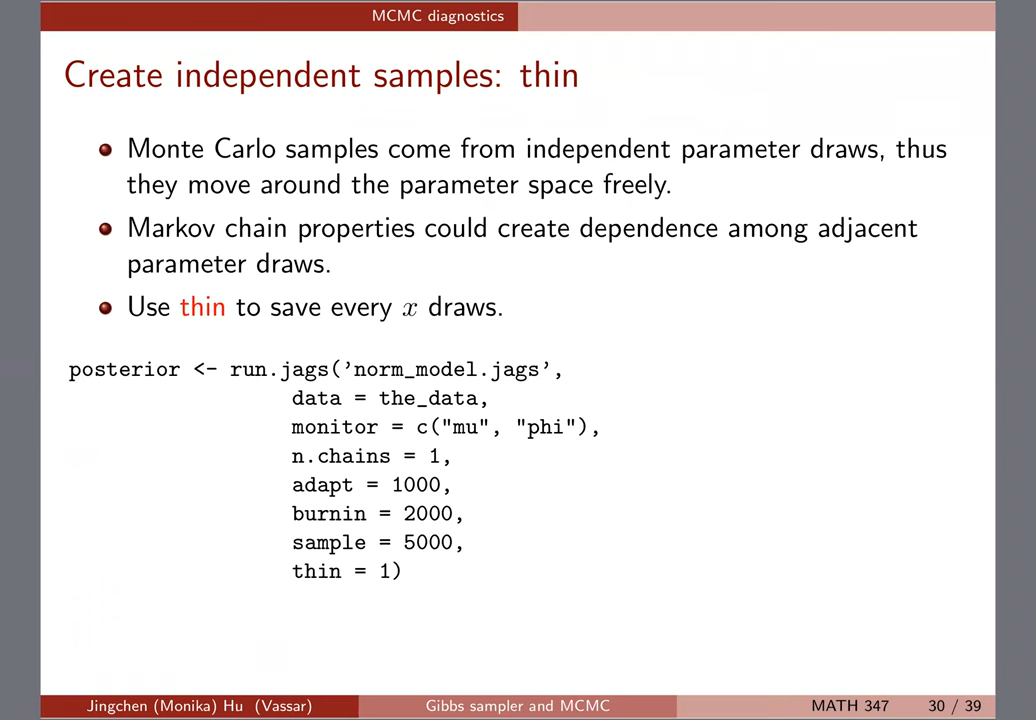 MCMC diagnostics
Create independent samples: thin
Monte Carlo samples come from independent parameter draws, thus
they move around the parameter space freely.
Markov chain properties could create dependence among adjacent
parameter draws.
Use thin to save every x draws.
posterior <- run.jags('norm_model.jags',
data = the_data,
monitor = c("mu", "phi"),
n.chains = 1,
adapt = 1000,
burnin = 2000,
sample = 5000,
thin = 1)
Jingchen (Monika) Hu (Vassar) Gibbs sampler and MCMC MATH 347 30 / 39